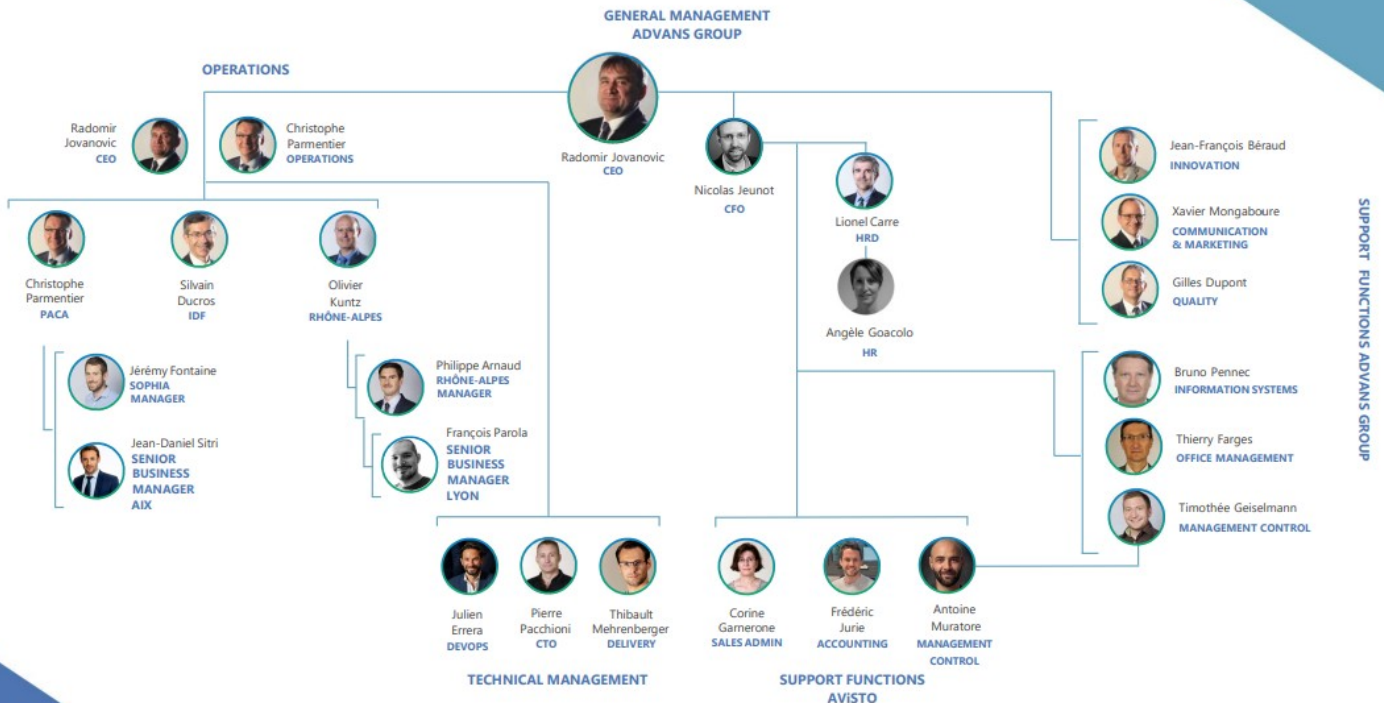 GENERAL MANAGEMENT
ADVANS GROUP
OPERATIONS
Radomir
Jovanovic
CEO
Christophe
Parmentier
OPERATIONS
Radomir Jovanovic
CEO
Nicolas Jeunot
CFO
Lionel Carre
HRD
Angèle Goacolo
HR
Jean-François Béraud
INNOVATION
Xavier Mongaboure
COMMUNICATION
& MARKETING
Gilles Dupont
QUALITY
SUPPORT FUNCTIONS ADVANS GROUP
Christophe
Parmentier
PACA
Silvain
Ducros
IDF
Olivier
Kuntz
RHÔNE-ALPES
Jérémy Fontaine
SOPHIA
MANAGER
Jean-Daniel Sitri
SENIOR
BUSINESS
MANAGER
AIX
Philippe Arnaud
RHÔNE-ALPES
MANAGER
François Parola
SENIOR
BUSINESS
MANAGER
LYON
Bruno Pennec
INFORMATION SYSTEMS
Thierry Farges
OFFICE MANAGEMENT
Timothée Geiselmann
MANAGEMENT CONTROL
Julien
Errera
DEVOPS
Pierre
Pacchioni
CTO
Thibault
Mehrenberger
DELIVERY
TECHNICAL MANAGEMENT
Corine
Garnerone
SALES ADMIN
Frédéric
Jurie
ACCOUNTING
Antoine
Muratore
MANAGEMENT
CONTROL
SUPPORT FUNCTIONS
AViSTO